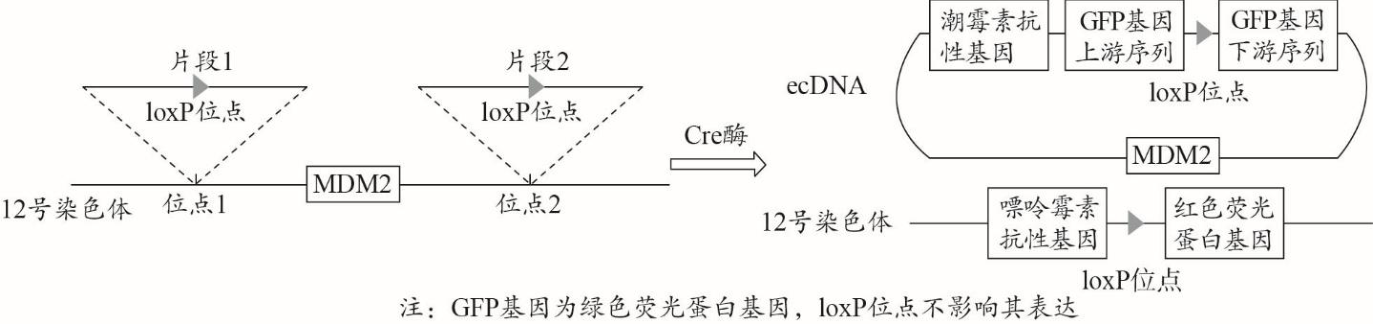 片段1
loxP位点
片段2
loxP位点
MDM2
12号染色体
位点1
位点2
Cre酶
ecDNA
潮霉素抗
性基因
GFP基因
上游序列
GFP基因
下游序列
loxP位点
MDM2
12号染色体
嘌呤霉素
抗性基因
红色荧光
蛋白基因
loxP位点
注：GFP基因为绿色荧光蛋白基因，loxP位点不影响其表达